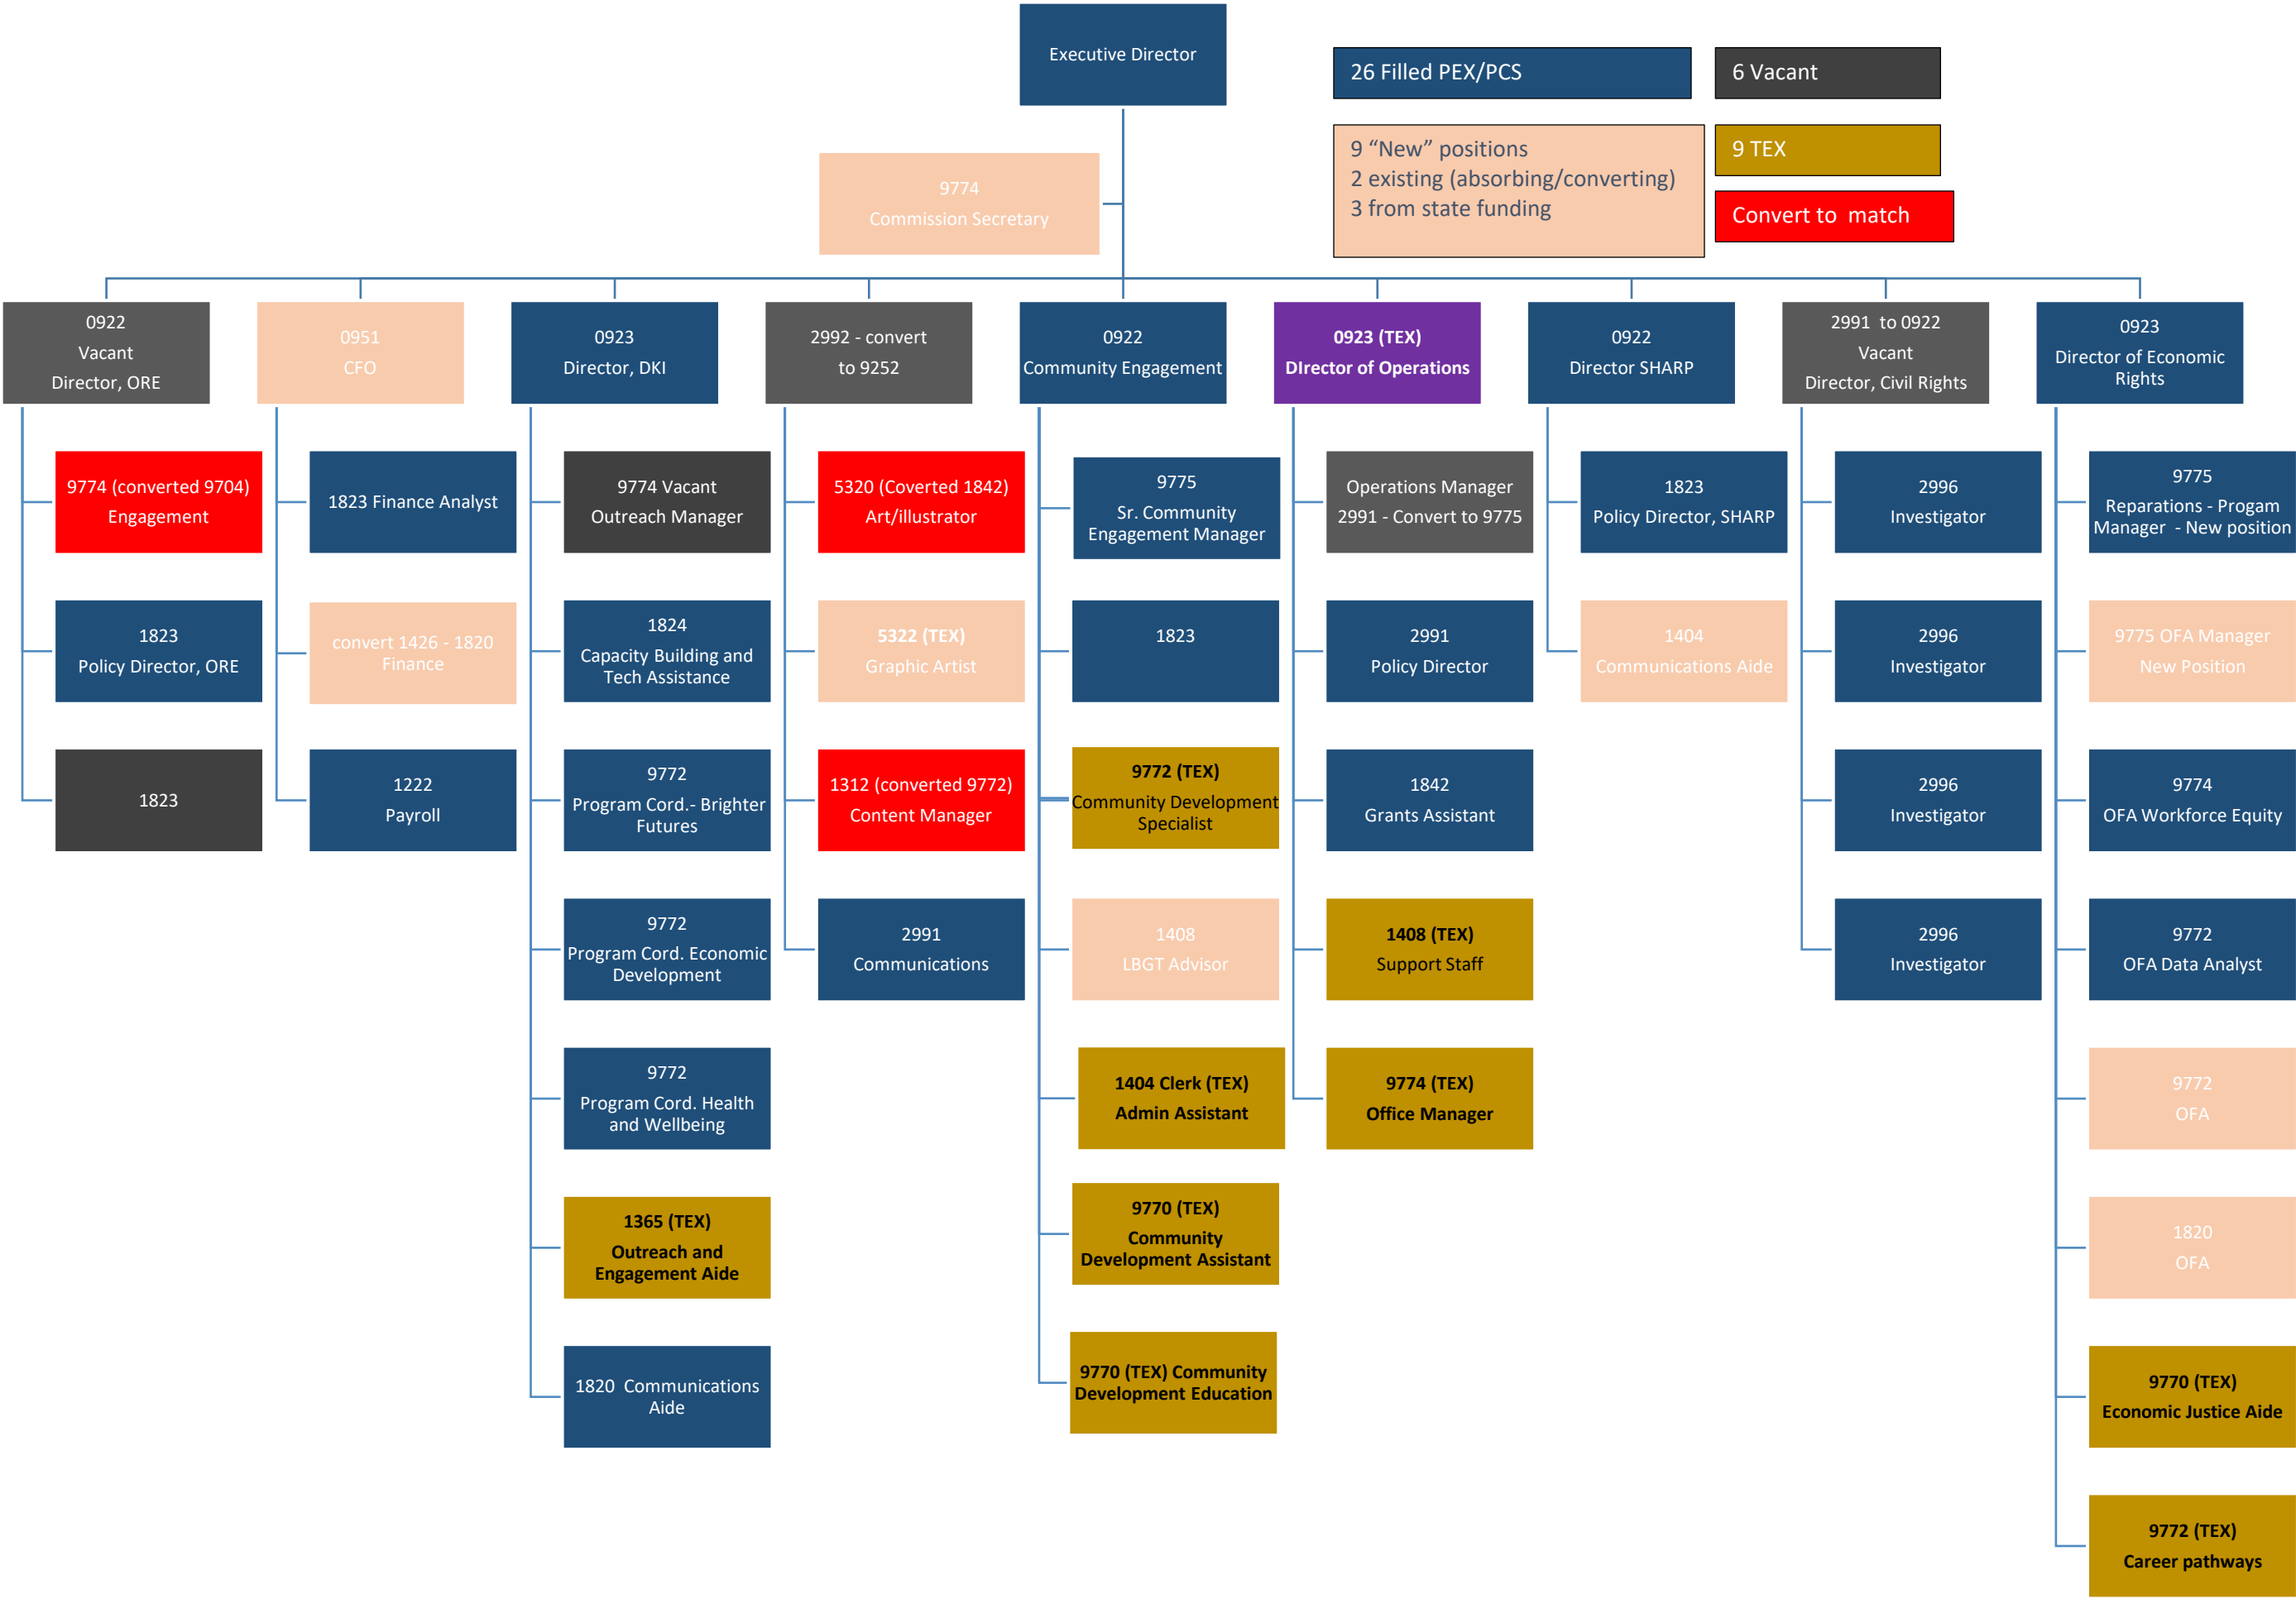 Executive Director
26 Filled PEX/PCS
6 Vacant
9 “New” positions
2 existing (absorbing/converting)
3 from state funding
9 TEX
Convert to match
9774
Commission Secretary
0922
Vacant
Director, ORE
0951
CFO
0923
Director, DKI
2992 - convert
to 9252
0922
Community Engagement
0923 (TEX)
DIrector of Operations
0922
Director SHARP
2991 to 0922
Vacant
Director, Civil Rights
0923
Director of Economic
Rights
9774 (converted 9704)
Engagement
1823
Policy Director, ORE
1823
1823 Finance Analyst
convert 1426 - 1820
Finance
1222
Payroll
9774 Vacant
Outreach Manager
1824
Capacity Building and
Tech Assistance
9772
Program Cord.- Brighter
Futures
9772
Program Cord. Economic
Development
9772
Program Cord. Health
and Wellbeing
1365 (TEX)
Outreach and
Engagement Aide
1820 Communications
Aide
5320 (Coverted 1842)
Art/illustrator
5322 (TEX)
Graphic Artist
1312 (converted 9772)
Content Manager
2991
Communications
9775
Sr. Community
Engagement Manager
1823
9772 (TEX)
Community Development
Specialist
1408
LBGT Advisor
1404 Clerk (TEX)
Admin Assistant
9770 (TEX)
Community
Development Assistant
9770 (TEX) Community
Development Education
Operations Manager
2991 - Convert to 9775
2991
Policy Director
1842
Grants Assistant
1408 (TEX)
Support Staff
9774 (TEX)
Office Manager
1823
Policy Director, SHARP
1404
Communications Aide
2996
Investigator
2996
Investigator
2996
Investigator
2996
Investigator
9775
Reparations - Progam
Manager - New position
9775 OFA Manager
New Position
9774
OFA Workforce Equity
9772
OFA Data Analyst
9772
OFA
1820
OFA
9770 (TEX)
Economic Justice Aide
9772 (TEX)
Career pathways